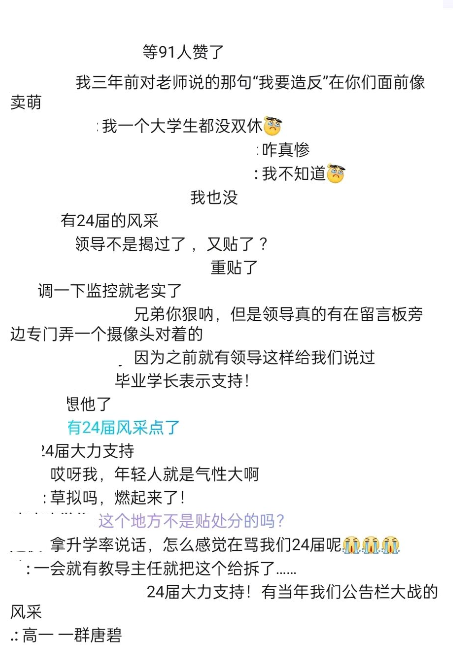 等91人赞了
我三年前对老师说的那句“我要造反”在你们面前像
卖萌
:我一个大学生都没双休
:咋真惨
:我不知道
我也没
有24届的风采
领导不是揭过了，又贴了？
重贴了
调一下监控就老实了
兄弟你狠呐，但是领导真的有在留言板旁
边专门弄一个摄像头对着的
因为之前就有领导这样给我们说过
毕业学长表示支持！
想他了
有24届风采点了
24届大力支持
哎呀我，年轻人就是气性大啊
:草拟吗，燃起来了！
这个地方不是贴处分的吗？
拿升学率说话，怎么感觉在骂我们24届呢😭😭😭
:一会就有教导主任就把这个给拆了......
24届大力支持！有当年我们公告栏大战的
风采
.:高一 一群唐碧